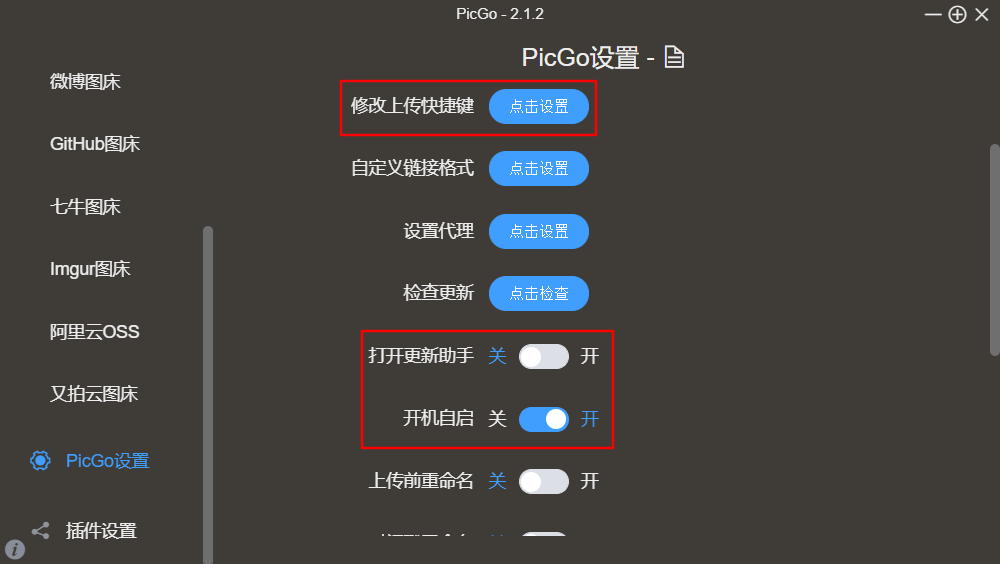 PicGo - 2.1.2
微博图床
GitHub图床
七牛图床
Imgur图床
阿里云OSS
又拍云图床
PicGo设置
插件设置
PicGo设置 -
修改上传快捷键 点击设置
自定义链接格式 点击设置
设置代理 点击设置
检查更新 点击检查
打开更新助手 关 开
开机自启 关 开
上传前重命名 关 开